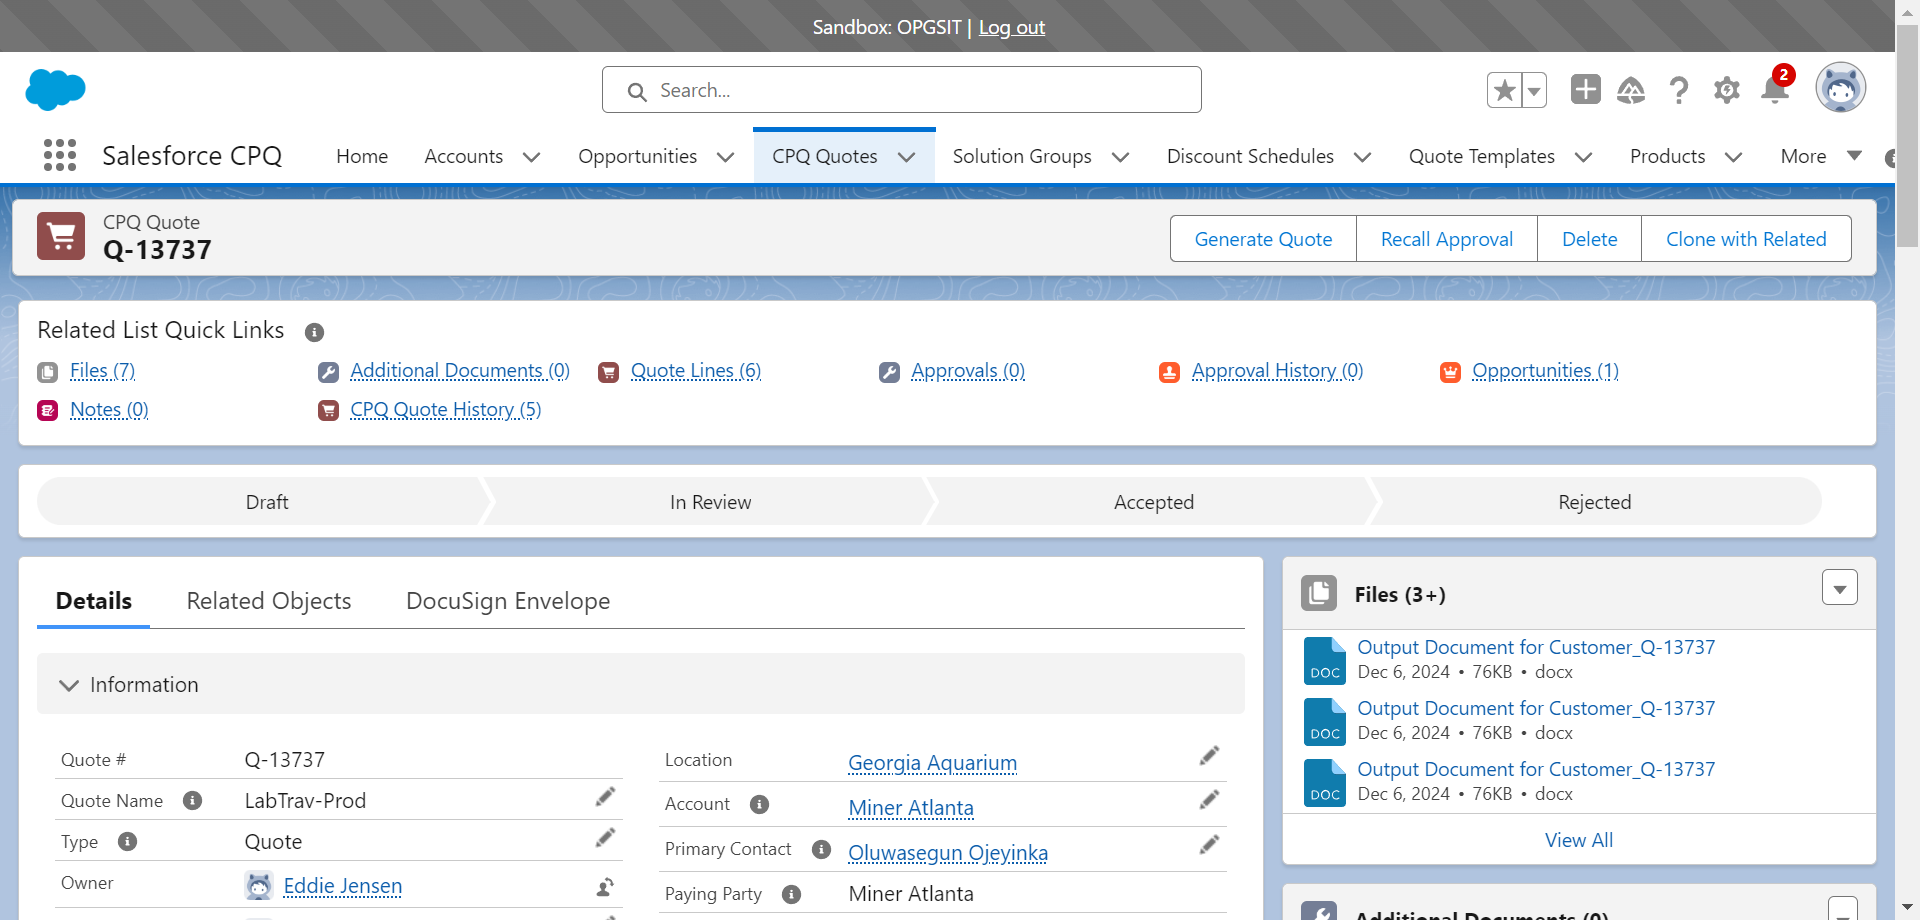 Sandbox: OPGSIT | Log out
Search...
2
Salesforce CPQ
Home
Accounts
Opportunities
CPQ Quotes
Solution Groups
Discount Schedules
Quote Templates
Products
More
CPQ Quote
Q-13737
Generate Quote
Recall Approval
Delete
Clone with Related
Related List Quick Links
Files (7)
Additional Documents (0)
Quote Lines (6)
Approvals (0)
Approval History (0)
Opportunities (1)
Notes (0)
CPQ Quote History (5)
Draft
In Review
Accepted
Rejected
Details
Related Objects
DocuSign Envelope
Information
Quote #
Q-13737
Quote Name
LabTrav-Prod
Type
Quote
Owner
Eddie Jensen
Location
Georgia Aquarium
Account
Miner Atlanta
Primary Contact
Oluwasegun Ojeyinka
Paying Party
Miner Atlanta
Files (3+)
DOC
Output Document for Customer_Q-13737
Dec 6, 2024 • 76KB • docx
DOC
Output Document for Customer_Q-13737
Dec 6, 2024 • 76KB • docx
DOC
Output Document for Customer_Q-13737
Dec 6, 2024 • 76KB • docx
View All
Additional Documents (0)